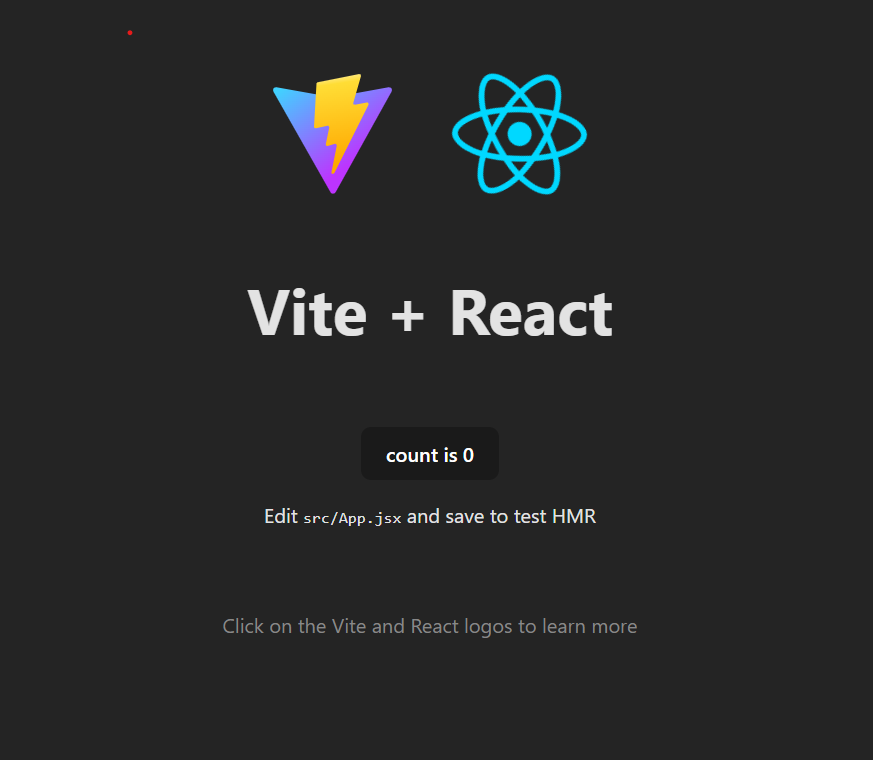 Vite + React
count is 0
Edit src/App.jsx and save to test HMR
Click on the Vite and React logos to learn more